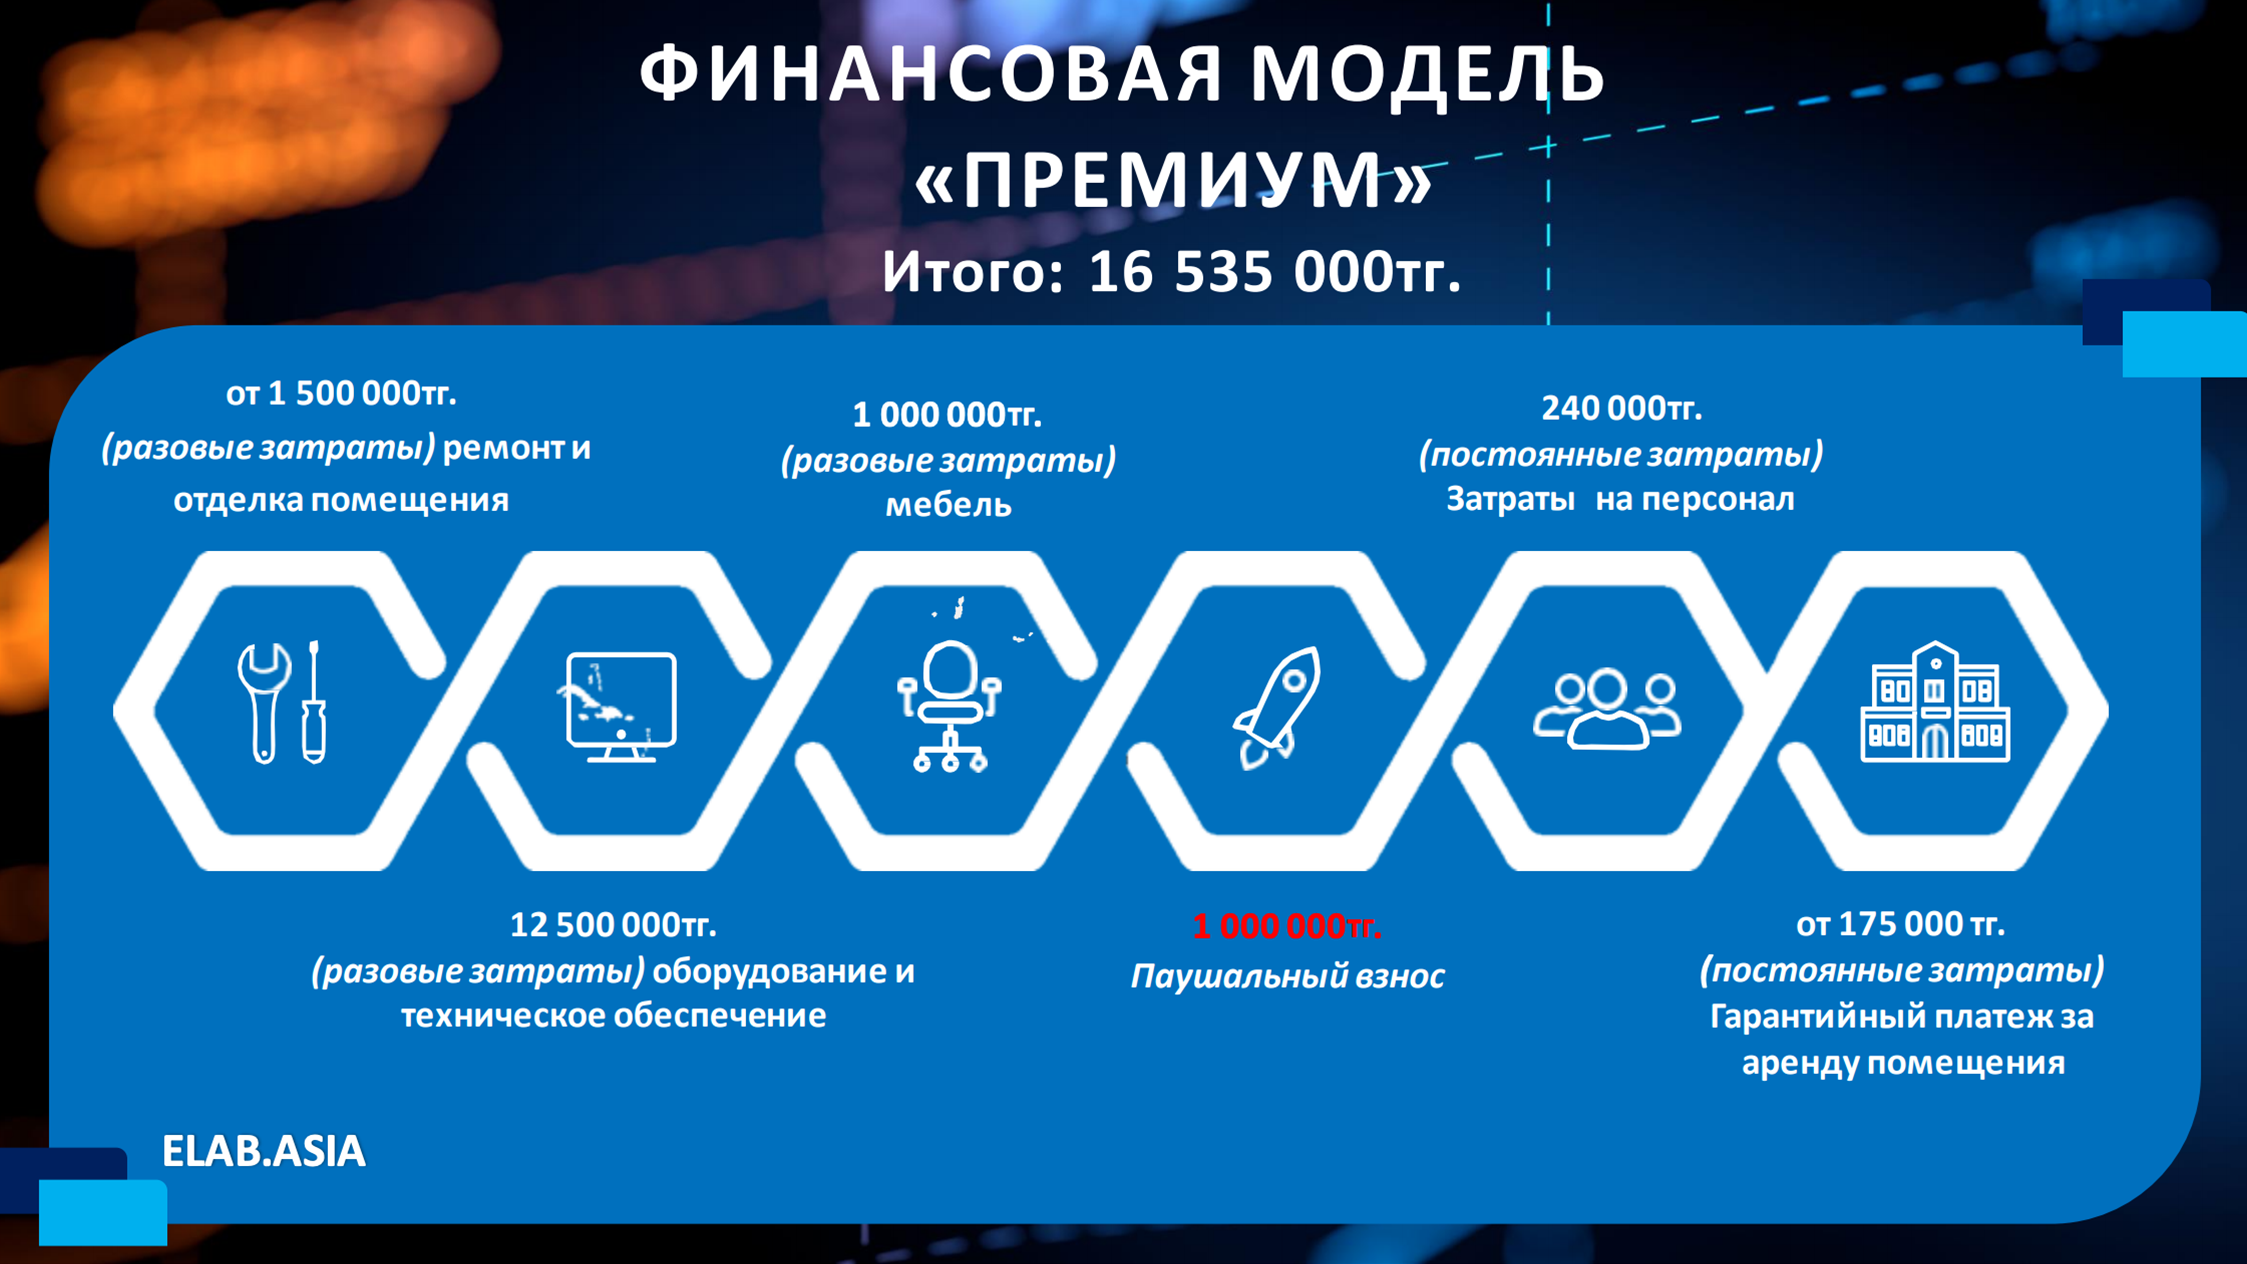 ФИНАНСОВАЯ МОДЕЛЬ
«ПРЕМИУМ»
Итого: 16 535 000тг.
от 1 500 000тг.
(разовые затраты) ремонт и
отделка помещения
1 000 000тг.
(разовые затраты)
мебель
240 000тг.
(постоянные затраты)
Затраты на персонал
12 500 000тг.
(разовые затраты) оборудование и
техническое обеспечение
1 000 000тг.
Паушальный взнос
от 175 000 тг.
(постоянные затраты)
Гарантийный платеж за
аренду помещения
ELAB.ASIA